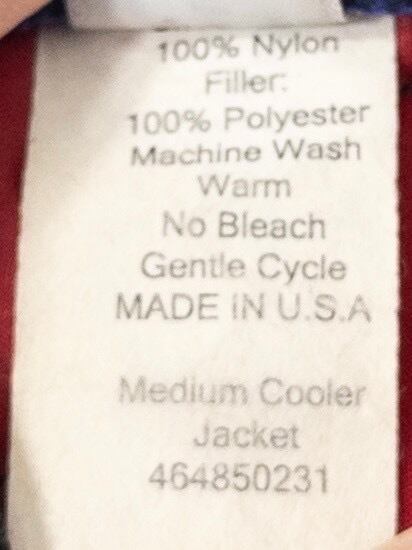 100% Nylon
Filler:
100% Polyester
Machine Wash
Warm
No Bleach
Gentle Cycle
MADE IN U.S.A
Medium Cooler
Jacket
464850231